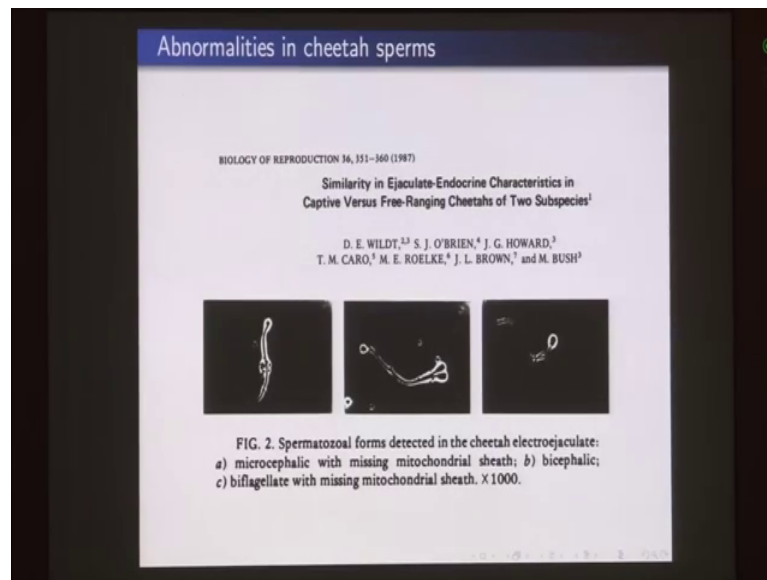 Abnormalities in cheetah sperms
BIOLOGY OF REPRODUCTION 36, 351–360 (1987)
Similarity in Ejaculate-Endocrine Characteristics in
Captive Versus Free-Ranging Cheetahs of Two Subspecies¹
D. E. WILDT,²,³ S. J. O'BRIEN,⁴ J. G. HOWARD,³
T. M. CARO,⁵ M. E. ROELKE,⁶ J. L. BROWN,⁷ and M. BUSH³
FIG. 2. Spermatozoal forms detected in the cheetah electroejaculate:
a) microcephalic with missing mitochondrial sheath; b) bicephalic;
c) biflagellate with missing mitochondrial sheath. X1000.